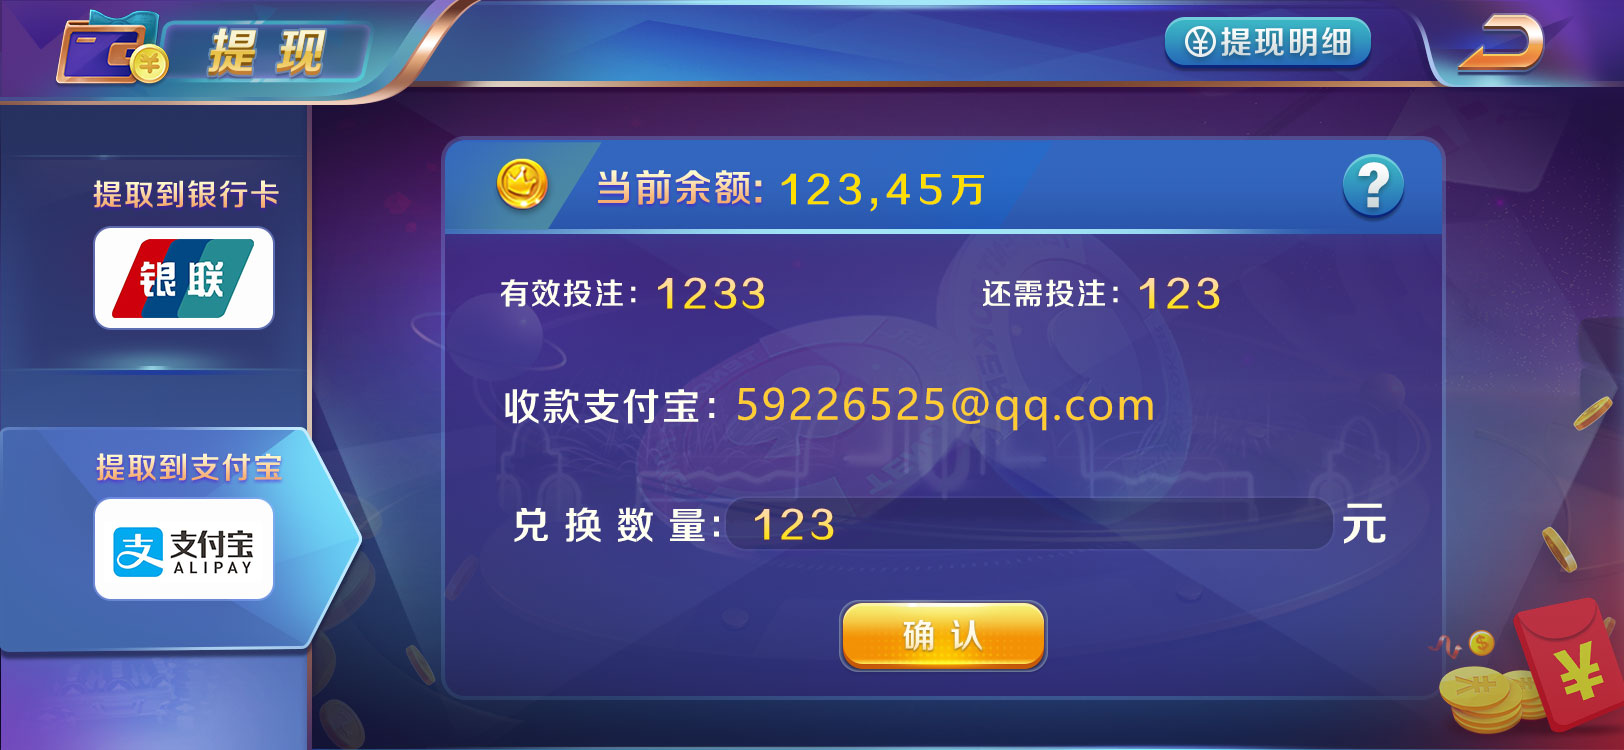 提现
提现明细
提取到银行卡
银联
提取到支付宝
支 支付宝
ALIPAY
当前余额: 123,45万
?
有效投注: 1233
还需投注: 123
收款支付宝: 59226525@qq.com
兑换数量: 123 元
确认